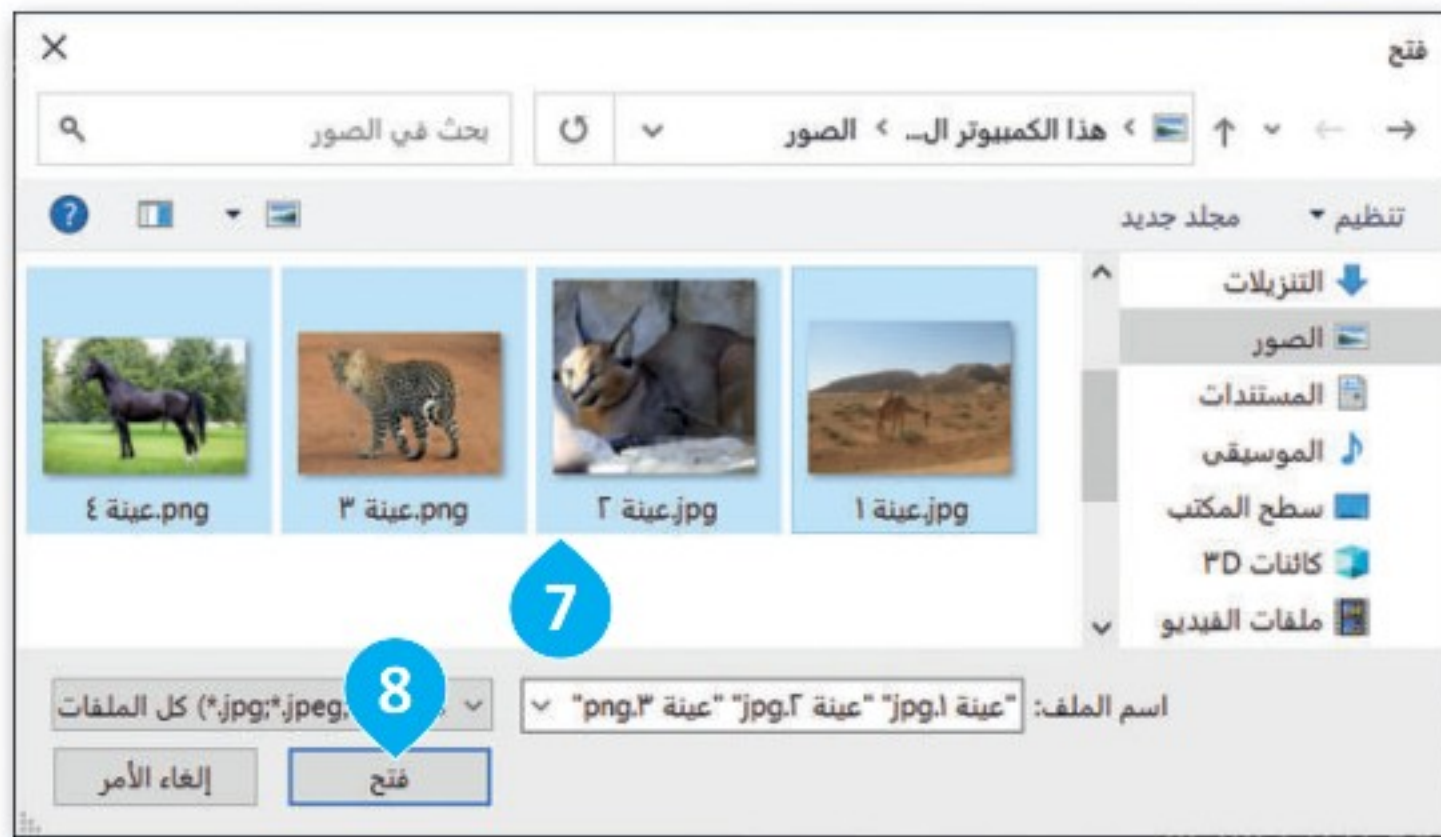 فتح
هذا الكمبيوتر ال... > الصور
بحث في الصور
تنظيم
مجلد جديد
التنزيلات
الصور
المستندات
الموسيقى
سطح المكتب
كائنات ٣D
ملفات الفيديو
عينة ١.jpg
عينة ٢.jpg
عينة ٣.png
عينة ٤.png
7
اسم الملف: "عينة ١.jpg" "عينة ٢.jpg" "عينة ٣.png"
كل الملفات (*.jpg;*.jpeg;
8
فتح
إلغاء الأمر